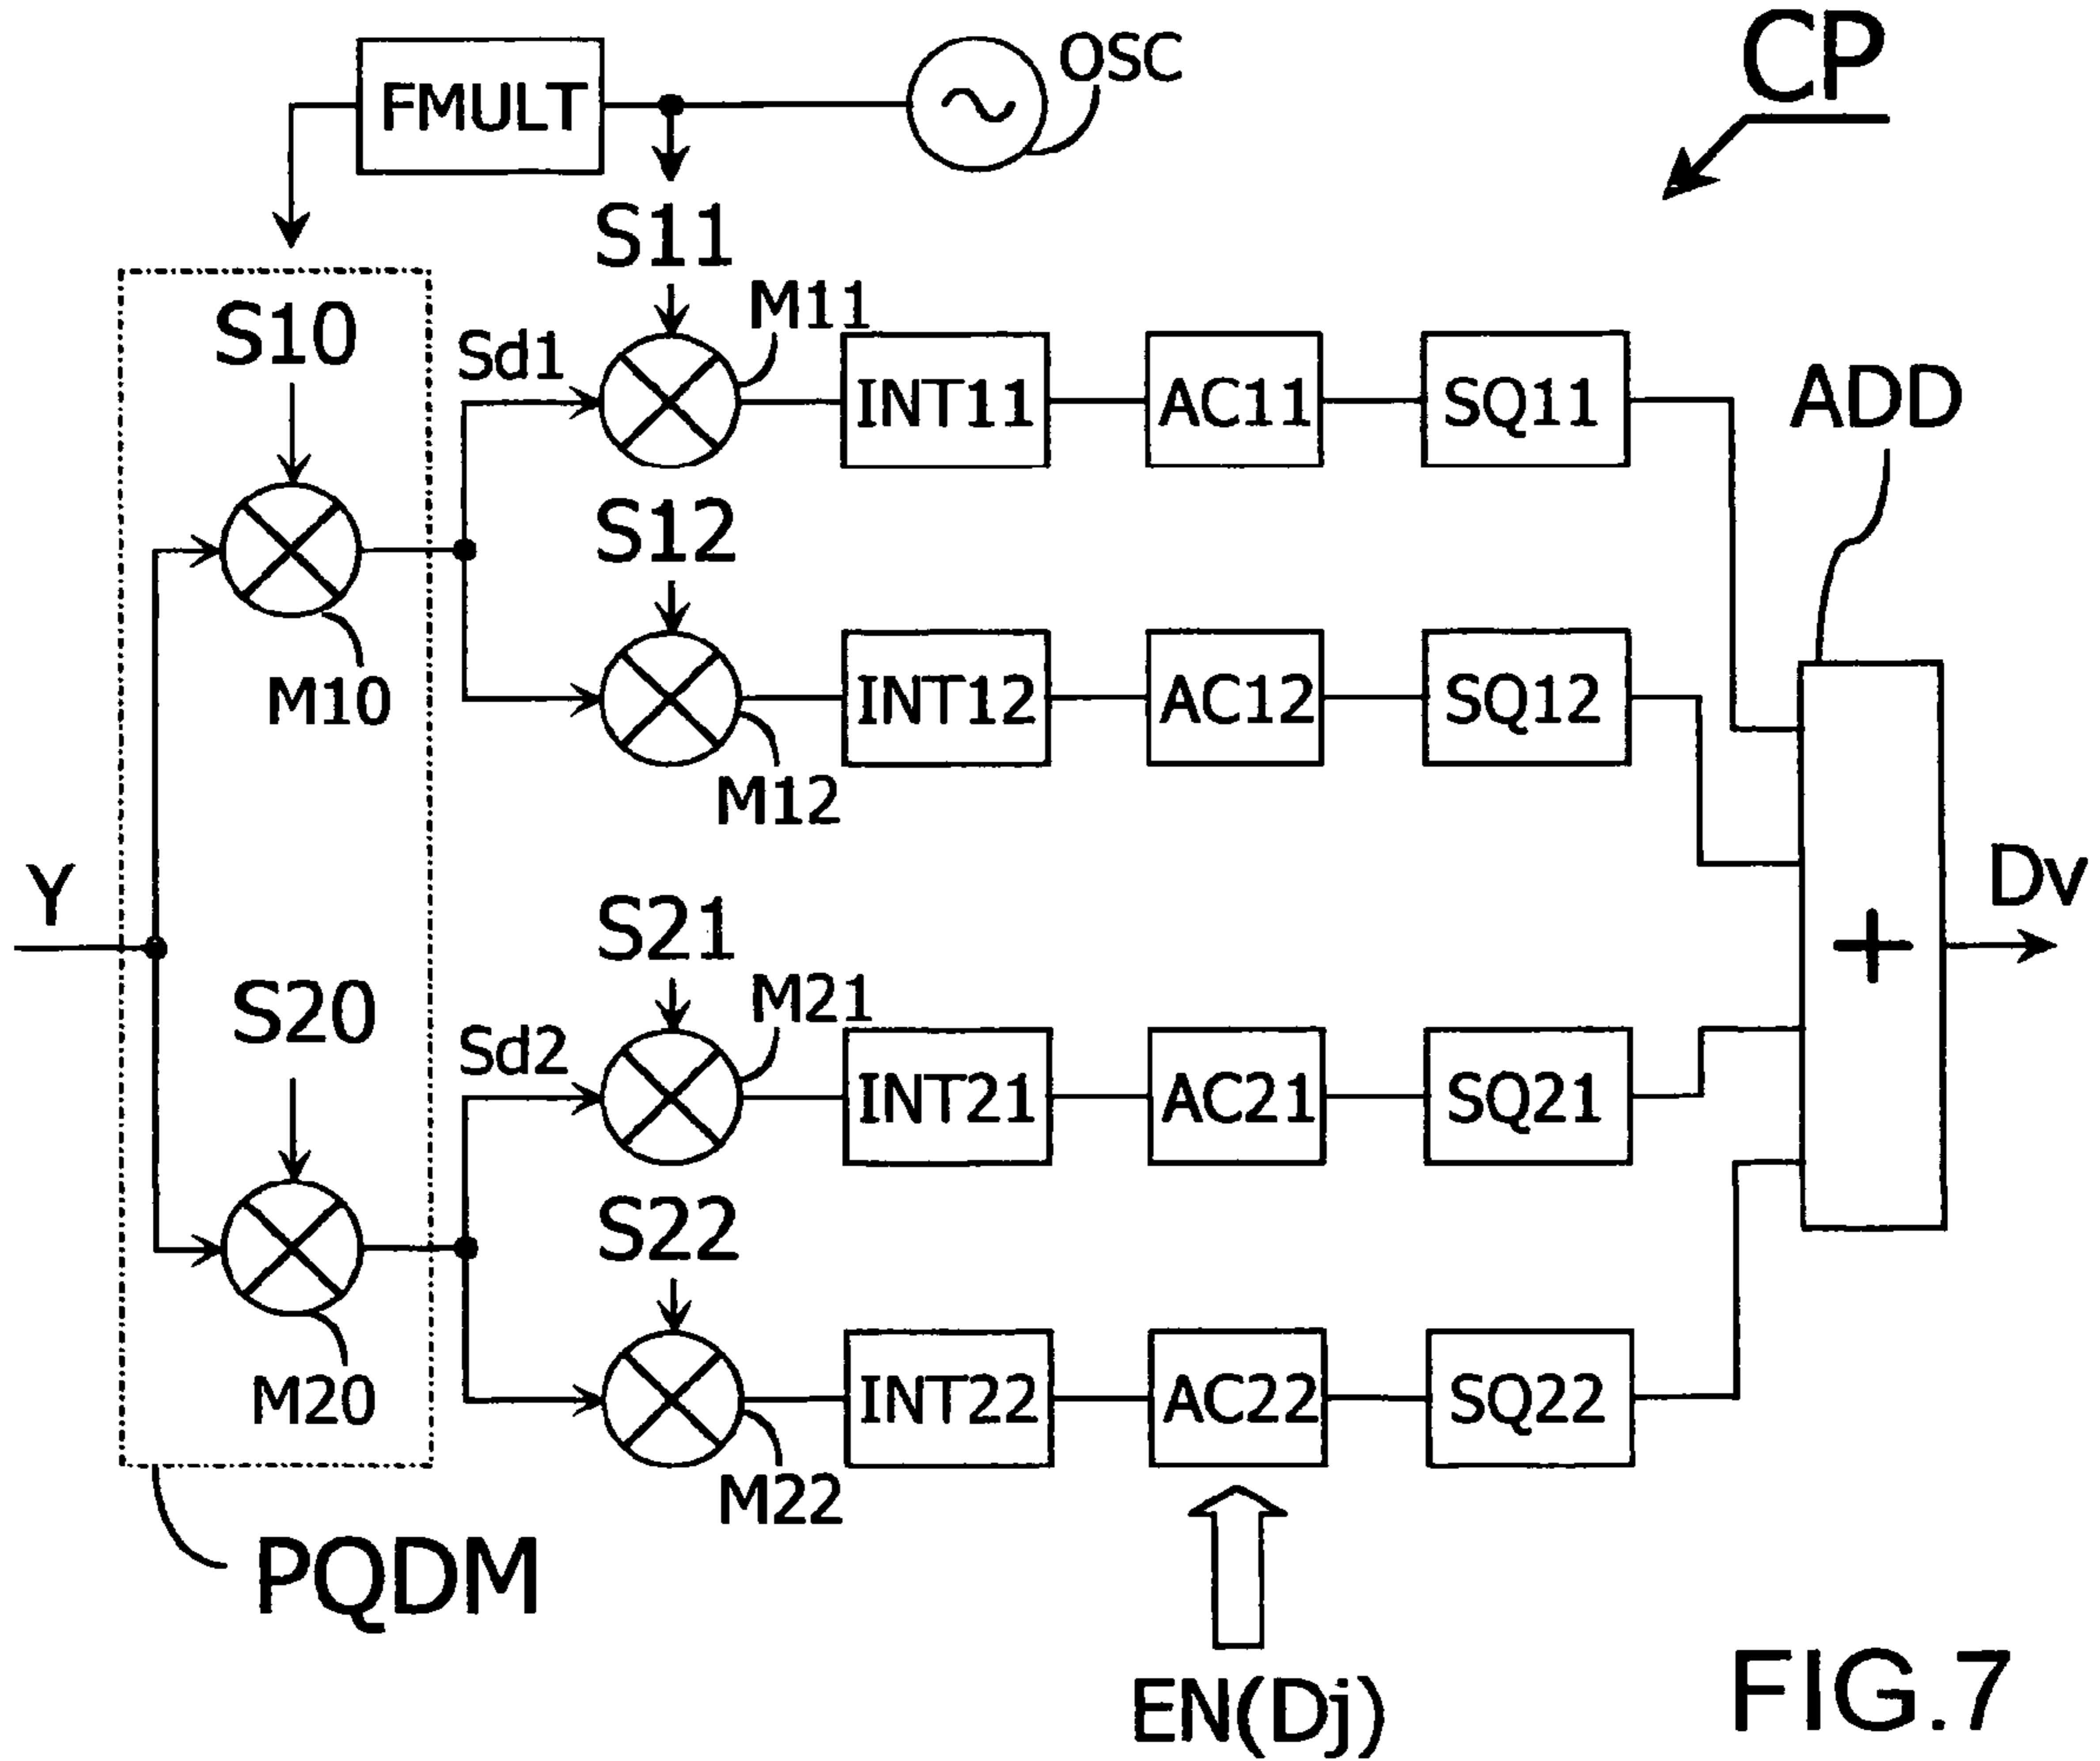 CP
OSC
FMULT
S11
S10
M11
Sd1
INT11
AC11
SQ11
ADD
S12
M10
INT12
AC12
SQ12
M12
Y
Dv
S21
S20
M21
Sd2
+
INT21
AC21
SQ21
S22
M20
INT22
AC22
SQ22
M22
PQDM
EN(Dj)
FIG.7